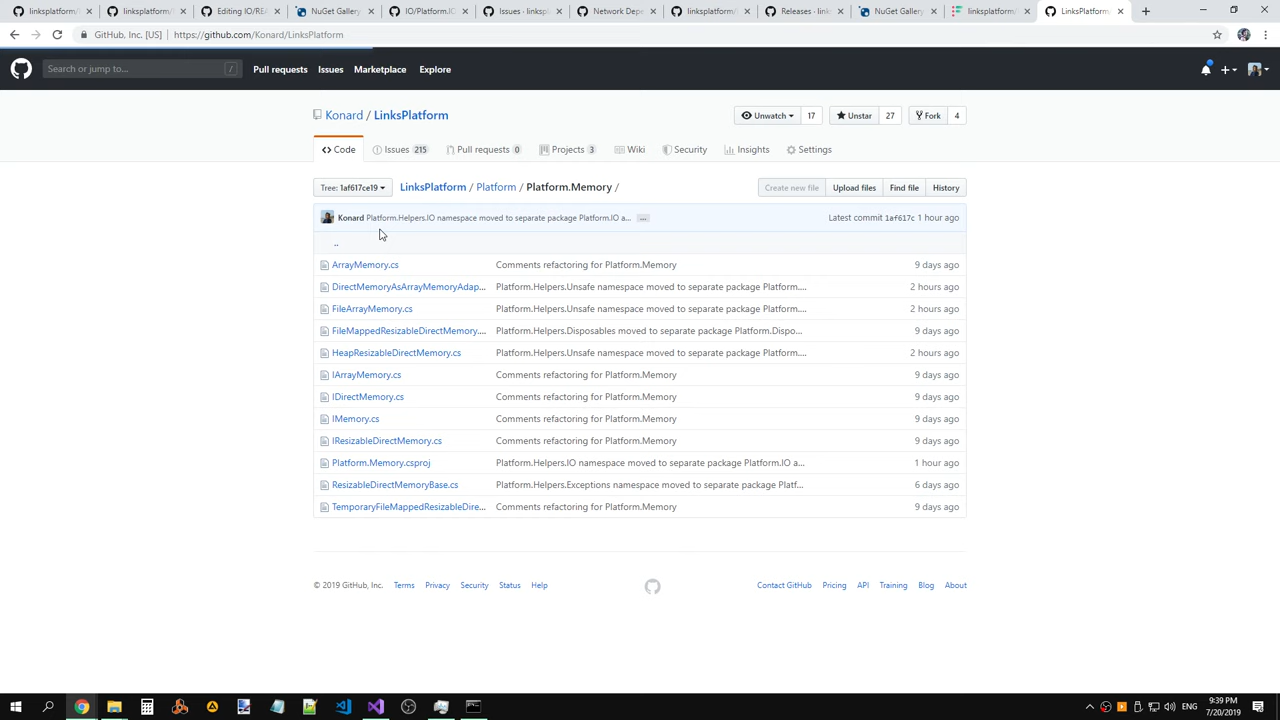 linksplatform/
linksplatform/
Editing IO/REA
NuGet Gallery
IO/Platform.IO
Issues · linkspl
Network Depe
linksplatform/
Releases · links
NuGet Gallery
linksplatform/
LinksPlatform,
GitHub, Inc. [US] https://github.com/Konard/LinksPlatform
Search or jump to... / Pull requests Issues Marketplace Explore
Konard / LinksPlatform Unwatch 17 Unstar 27 Fork 4
Code Issues 215 Pull requests 0 Projects 3 Wiki Security Insights Settings
Tree: 1af617ce19 LinksPlatform / Platform / Platform.Memory / Create new file Upload files Find file History
Konard Platform.Helpers.IO namespace moved to separate package Platform.IO a... … Latest commit 1af617c 1 hour ago
..
ArrayMemory.cs Comments refactoring for Platform.Memory 9 days ago
DirectMemoryAsArrayMemoryAdap... Platform.Helpers.Unsafe namespace moved to separate package Platform.... 2 hours ago
FileArrayMemory.cs Platform.Helpers.Unsafe namespace moved to separate package Platform.... 2 hours ago
FileMappedResizableDirectMemory.... Platform.Helpers.Disposables moved to separate package Platform.Dispo... 9 days ago
HeapResizableDirectMemory.cs Platform.Helpers.Unsafe namespace moved to separate package Platform.... 2 hours ago
IArrayMemory.cs Comments refactoring for Platform.Memory 9 days ago
IDirectMemory.cs Comments refactoring for Platform.Memory 9 days ago
IMemory.cs Comments refactoring for Platform.Memory 9 days ago
IResizableDirectMemory.cs Comments refactoring for Platform.Memory 9 days ago
Platform.Memory.csproj Platform.Helpers.IO namespace moved to separate package Platform.IO a... 1 hour ago
ResizableDirectMemoryBase.cs Platform.Helpers.Exceptions namespace moved to separate package Platf... 6 days ago
TemporaryFileMappedResizableDire... Comments refactoring for Platform.Memory 9 days ago
© 2019 GitHub, Inc. Terms Privacy Security Status Help Contact GitHub Pricing API Training Blog About
ENG
9:39 PM
7/20/2019